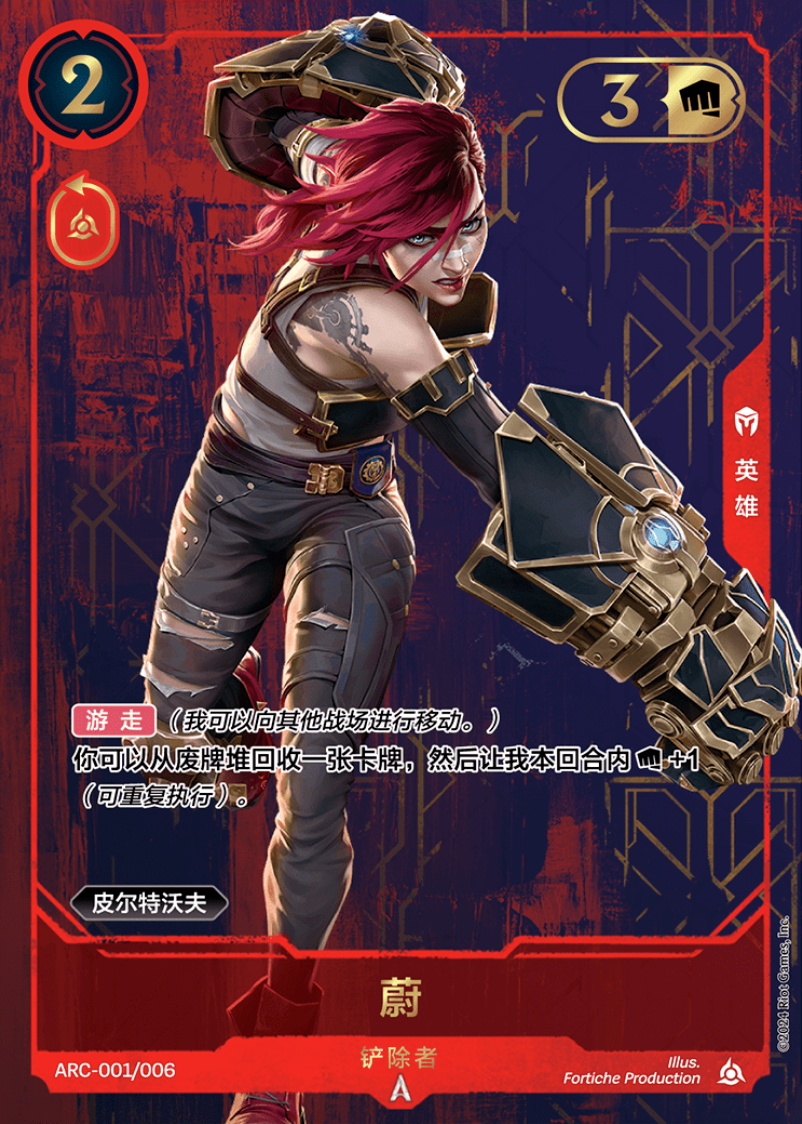 2
3
英雄
游走 （我可以向其他战场进行移动。）
你可以从废牌堆回收一张卡牌，然后让我本回合内 +1
（可重复执行）。
皮尔特沃夫
蔚
铲除者
ARC-001/006
Illus.
Fortiche Production
©2024 Riot Games, Inc.